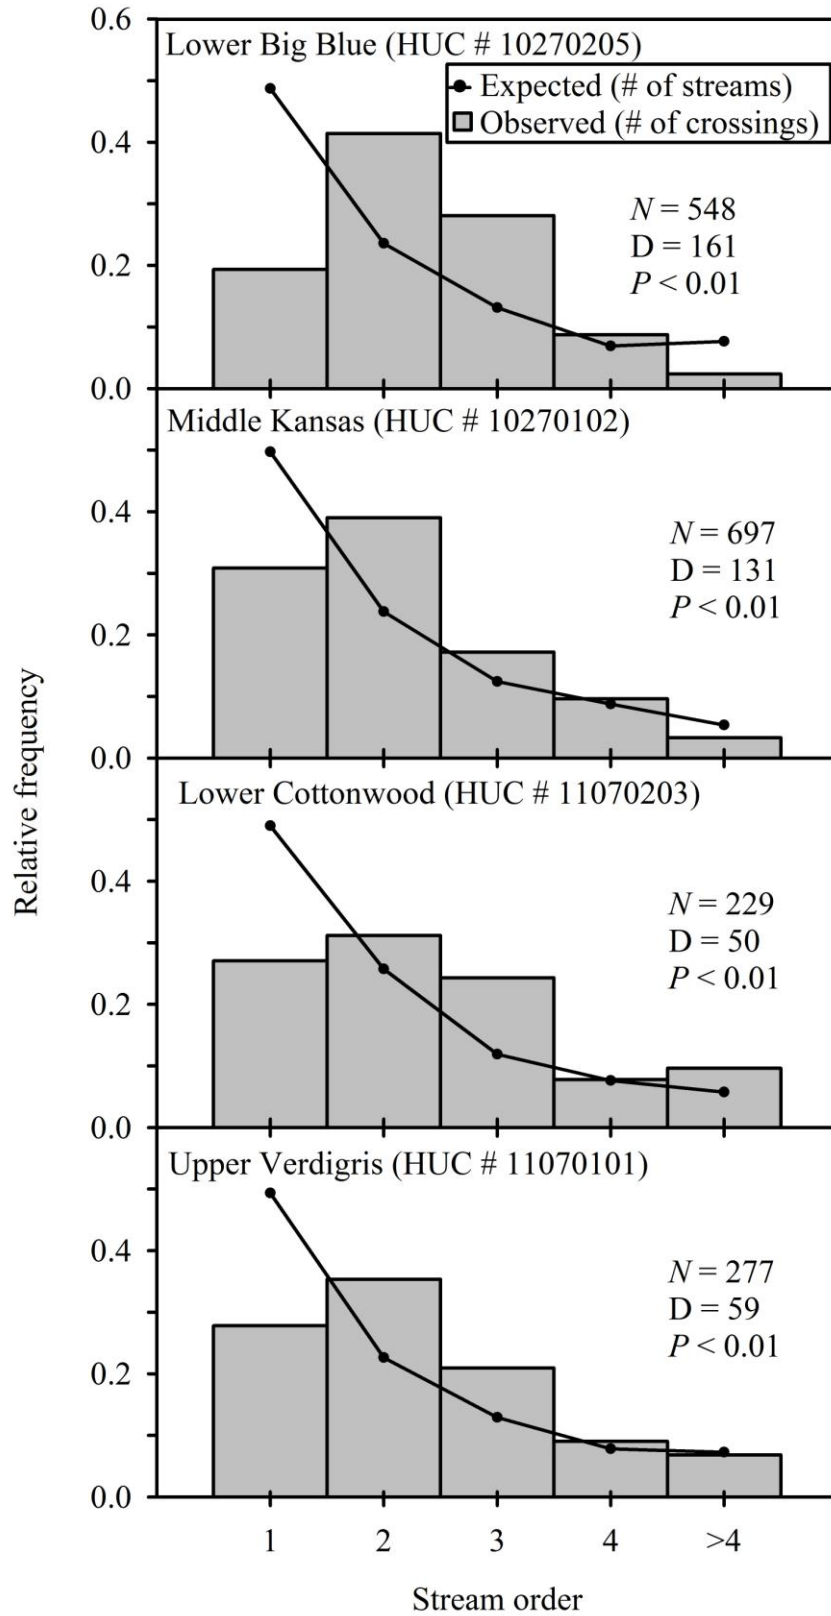 0.6
Lower Big Blue (HUC # 10270205)
Expected (# of streams)
Observed (# of crossings)
0.4
N = 548
D = 161
P < 0.01
0.2
0.0
Middle Kansas (HUC # 10270102)
0.4
N = 697
D = 131
P < 0.01
0.2
0.0
Relative frequency
Lower Cottonwood (HUC # 11070203)
0.4
N = 229
D = 50
P < 0.01
0.2
0.0
Upper Verdigris (HUC # 11070101)
0.4
N = 277
D = 59
P < 0.01
0.2
0.0
1 2 3 4 >4
Stream order